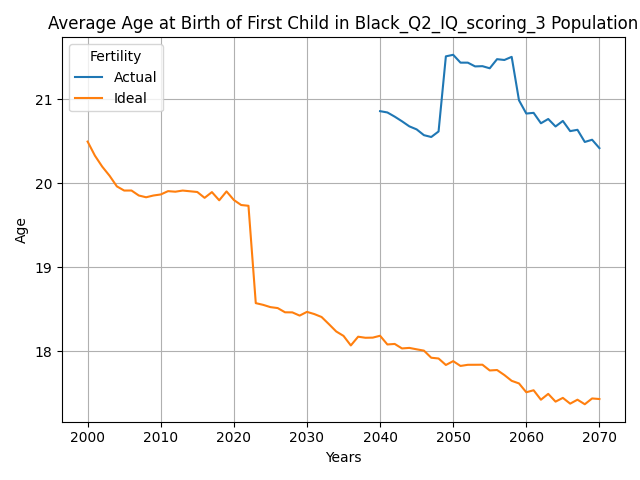 Average Age at Birth of First Child in Black_Q2_IQ_scoring_3 Population
Fertility
Actual
Ideal
Age
21
20
19
18
2000 2010 2020 2030 2040 2050 2060 2070
Years